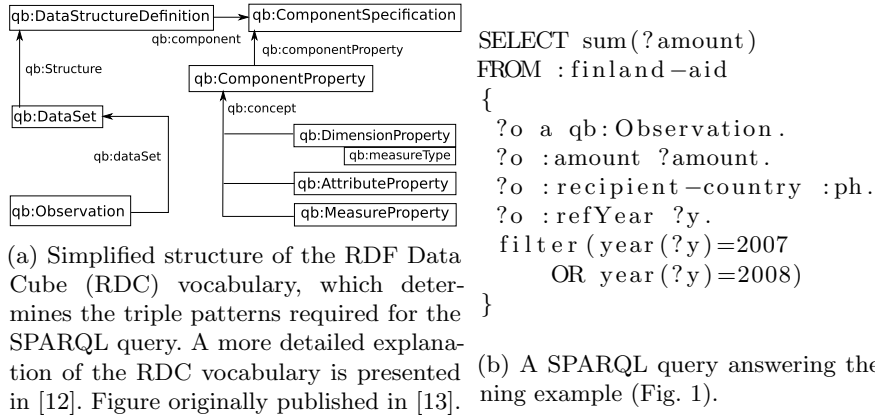 qb:DataStructureDefinition
qb:ComponentSpecification
qb:component
qb:componentProperty
qb:Structure
qb:ComponentProperty
qb:concept
qb:DataSet
qb:DimensionProperty
qb:measureType
qb:dataSet
qb:AttributeProperty
qb:Observation
qb:MeasureProperty
(a) Simplified structure of the RDF Data
Cube (RDC) vocabulary, which deter-
mines the triple patterns required for the
SPARQL query. A more detailed explana-
tion of the RDC vocabulary is presented
in [12]. Figure originally published in [13].
SELECT sum(?amount)
FROM :finland-aid
{
?o a qb:Observation.
?o :amount ?amount.
?o :recipient-country :ph.
?o :refYear ?y.
filter(year(?y)=2007
OR year(?y)=2008)
}
(b) A SPARQL query answering the
ning example (Fig. 1).